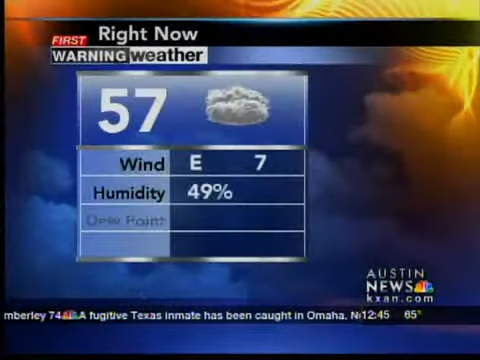 Right Now
FIRST
WARNING weather
57
Wind E 7
Humidity 49%
Dew Point
AUSTIN
NEWS
kxan.com
mberley 74 A fugitive Texas inmate has been caught in Omaha, N 12:45 65°